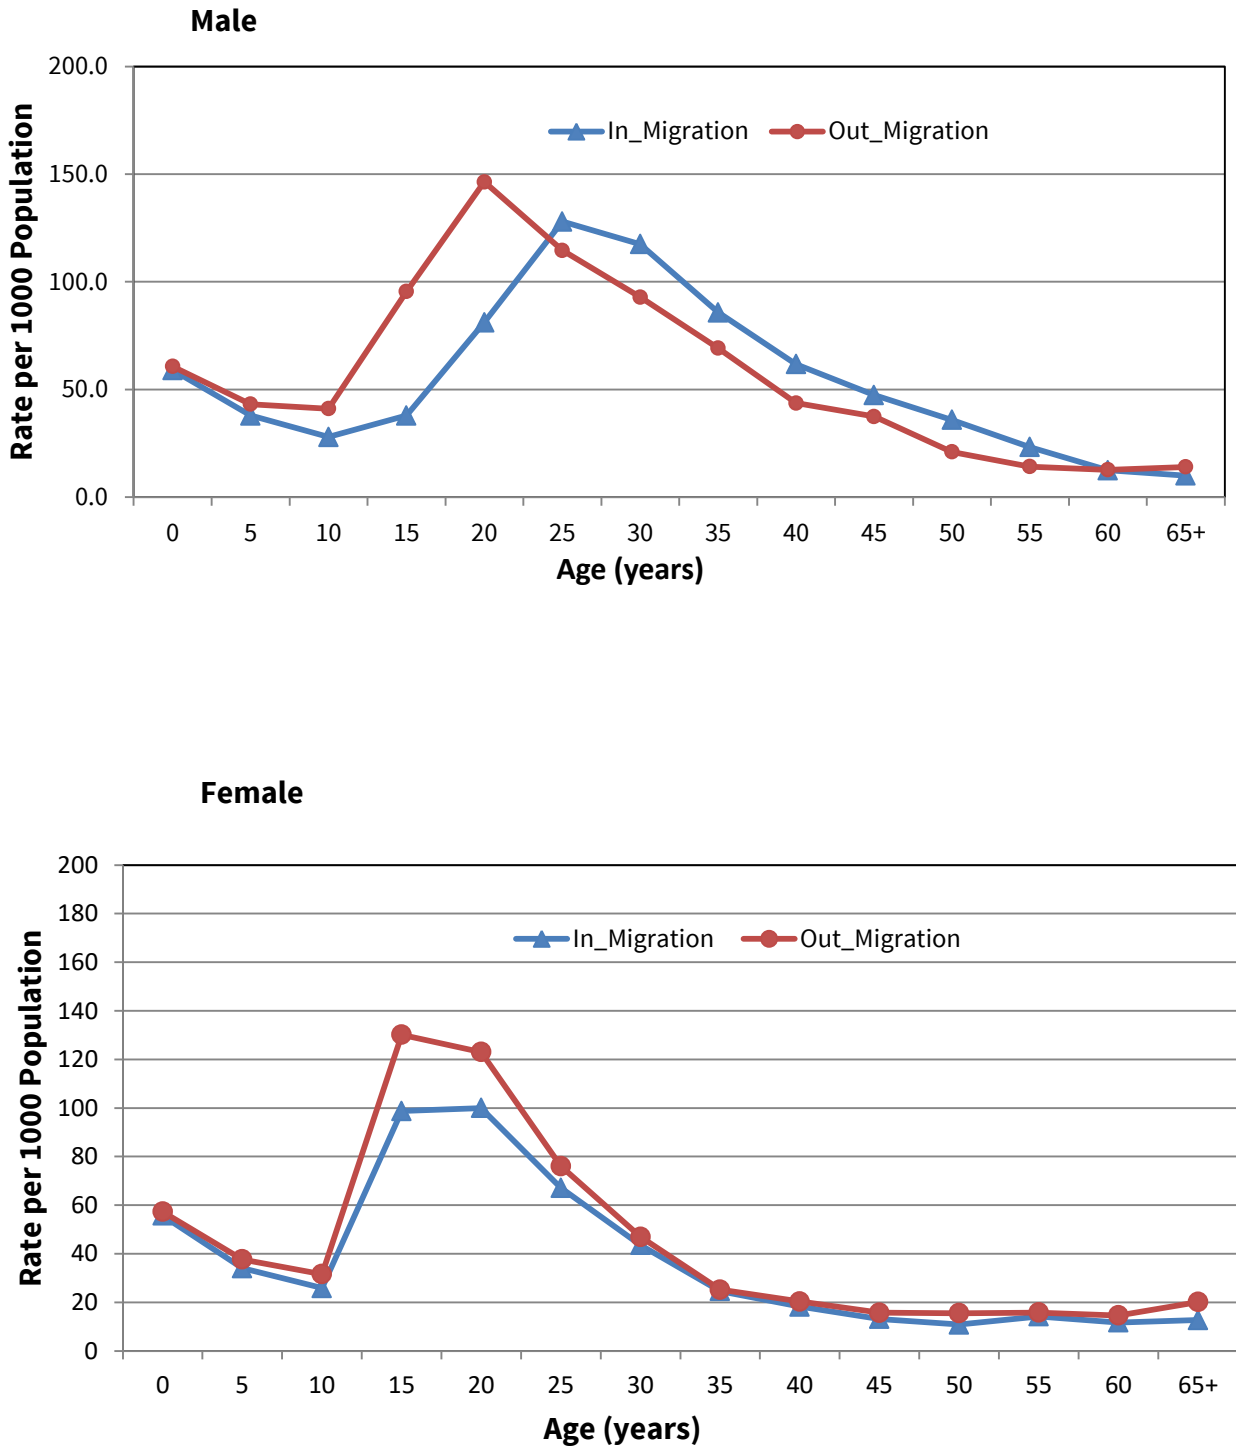 Male
200.0
150.0
100.0
50.0
0.0
Rate per 1000 Population
In_Migration Out_Migration
0 5 10 15 20 25 30 35 40 45 50 55 60 65+
Age (years)
Female
200
180
160
140
120
100
80
60
40
20
0
Rate per 1000 Population
In_Migration Out_Migration
0 5 10 15 20 25 30 35 40 45 50 55 60 65+
Age (years)